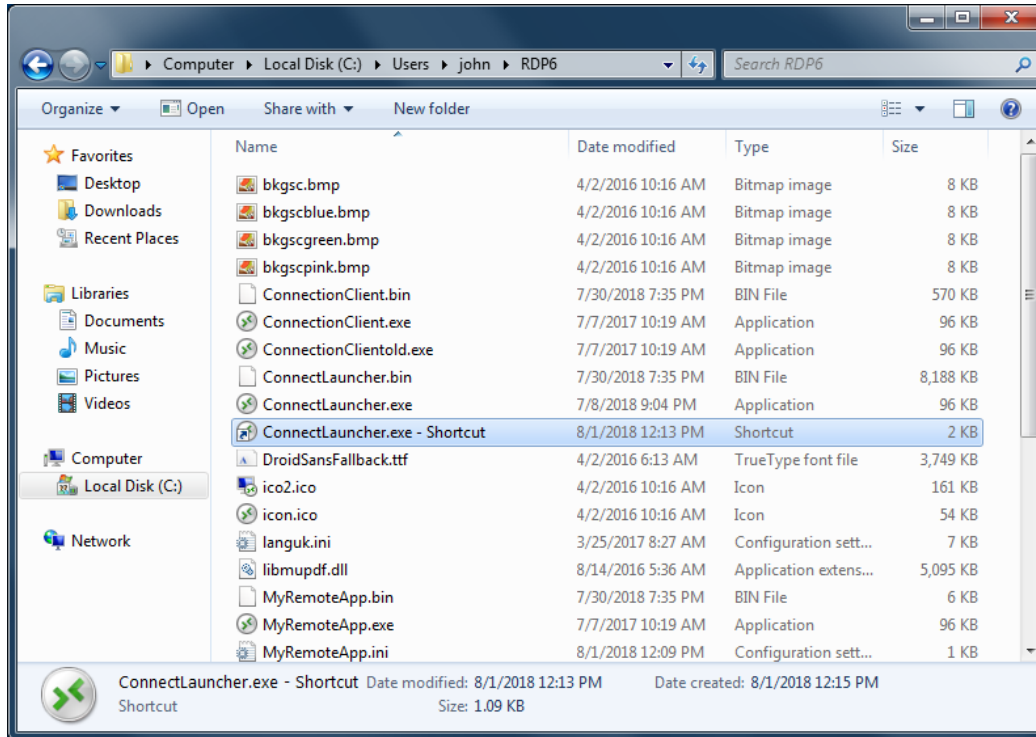 Computer Local Disk (C:) Users john RDP6 Search RDP6
Organize Open Share with New folder
Favorites
Desktop
Downloads
Recent Places
Libraries
Documents
Music
Pictures
Videos
Computer
Local Disk (C:)
Network
Name Date modified Type Size
bkgsc.bmp 4/2/2016 10:16 AM Bitmap image 8 KB
bkgscblue.bmp 4/2/2016 10:16 AM Bitmap image 8 KB
bkgscgreen.bmp 4/2/2016 10:16 AM Bitmap image 8 KB
bkgscpink.bmp 4/2/2016 10:16 AM Bitmap image 8 KB
ConnectionClient.bin 7/30/2018 7:35 PM BIN File 570 KB
ConnectionClient.exe 7/7/2017 10:19 AM Application 96 KB
ConnectionClientold.exe 7/7/2017 10:19 AM Application 96 KB
ConnectLauncher.bin 7/30/2018 7:35 PM BIN File 8,188 KB
ConnectLauncher.exe 7/8/2018 9:04 PM Application 96 KB
ConnectLauncher.exe - Shortcut 8/1/2018 12:13 PM Shortcut 2 KB
DroidSansFallback.ttf 4/2/2016 6:13 AM TrueType font file 3,749 KB
ico2.ico 4/2/2016 10:16 AM Icon 161 KB
icon.ico 4/2/2016 10:16 AM Icon 54 KB
languk.ini 3/25/2017 8:27 AM Configuration sett... 7 KB
libmupdf.dll 8/14/2016 5:36 AM Application extens... 5,095 KB
MyRemoteApp.bin 7/30/2018 7:35 PM BIN File 6 KB
MyRemoteApp.exe 7/7/2017 10:19 AM Application 96 KB
MyRemoteApp.ini 8/1/2018 12:09 PM Configuration sett... 1 KB
ConnectLauncher.exe - Shortcut Date modified: 8/1/2018 12:13 PM Date created: 8/1/2018 12:15 PM
Shortcut Size: 1.09 KB